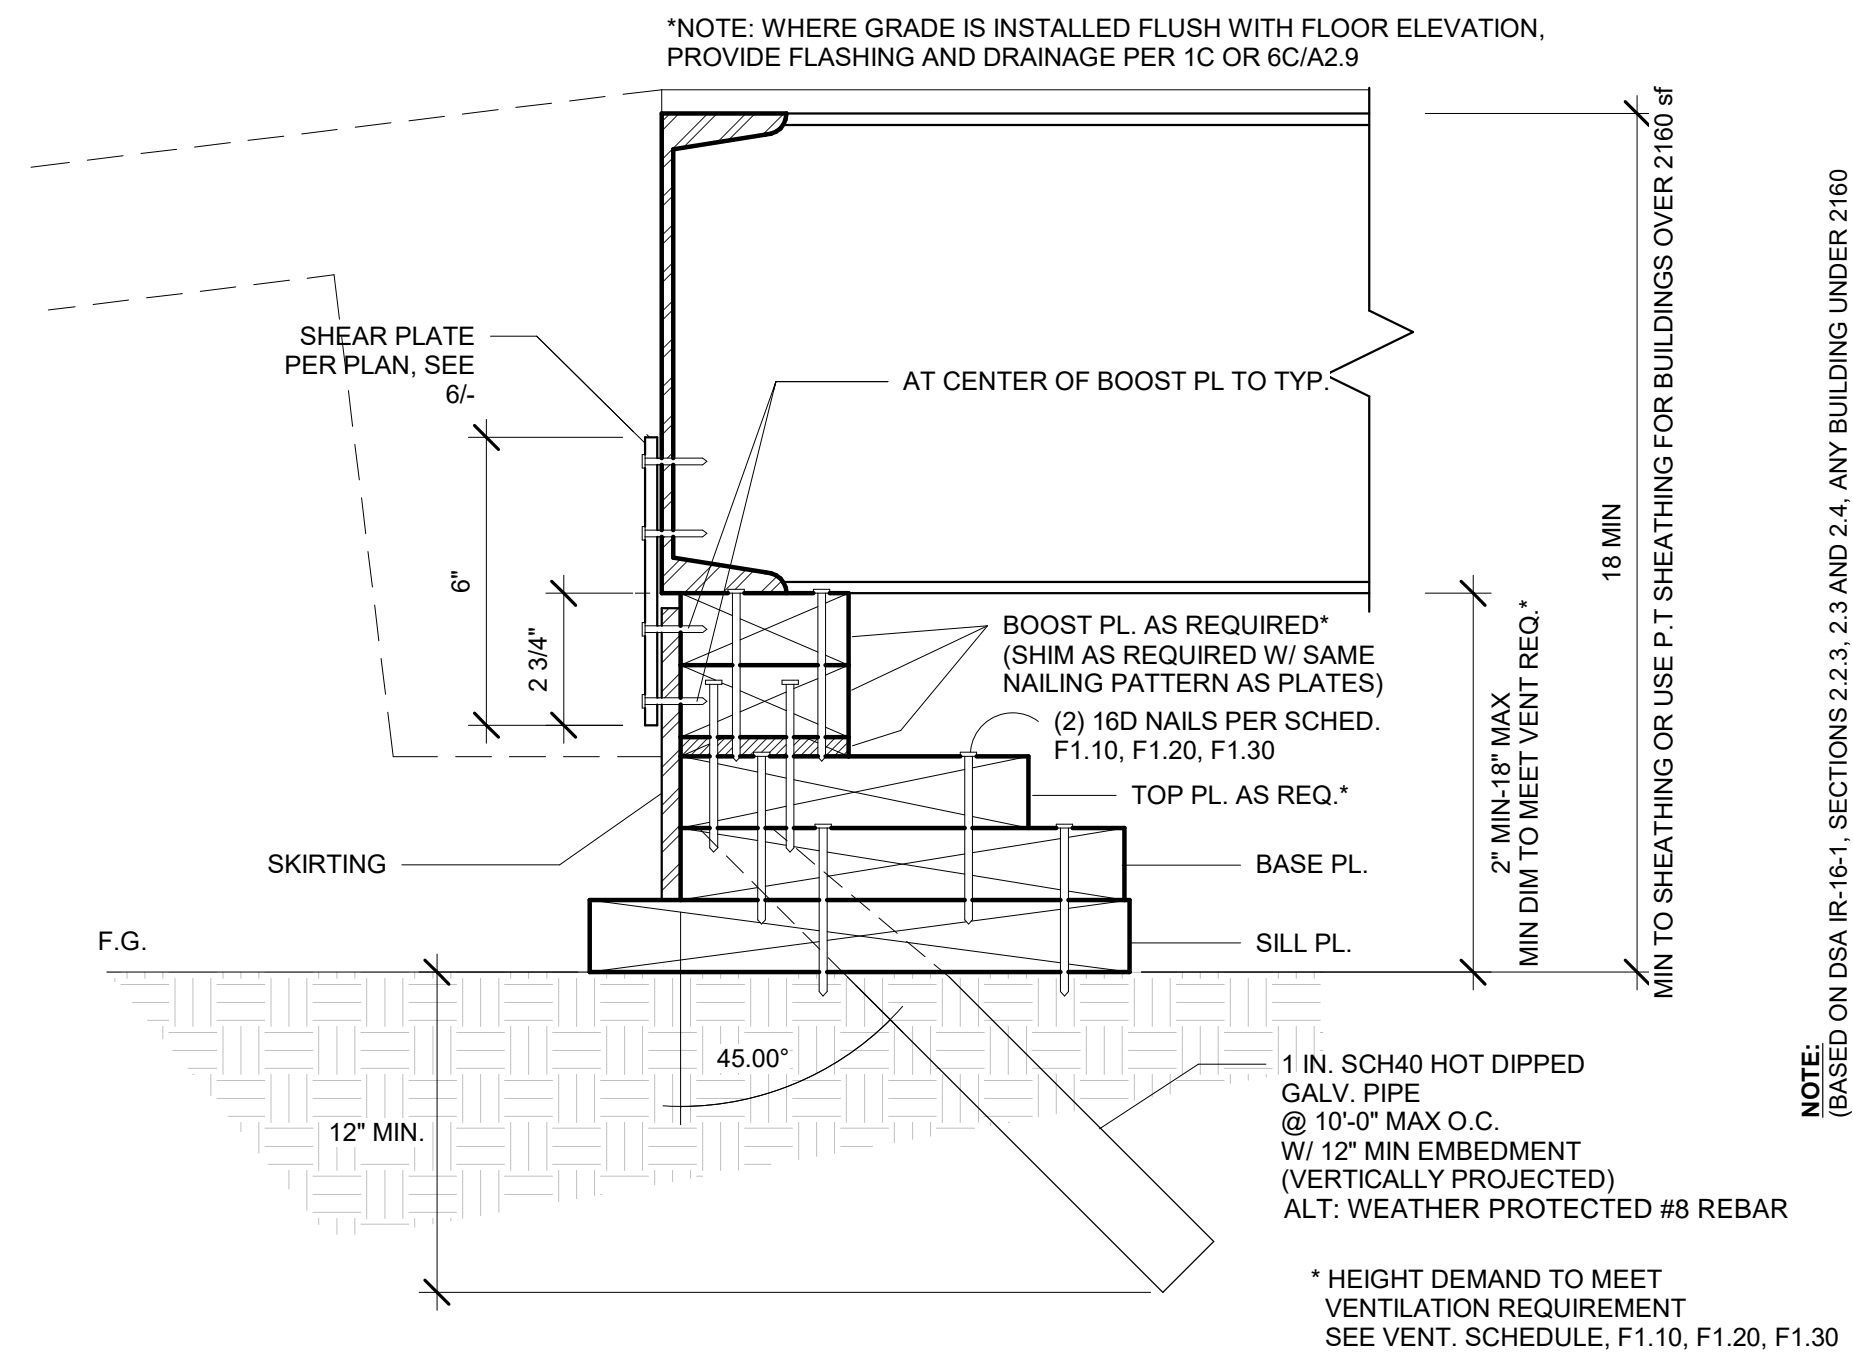 *NOTE: WHERE GRADE IS INSTALLED FLUSH WITH FLOOR ELEVATION,
PROVIDE FLASHING AND DRAINAGE PER 1C OR 6C/A2.9
SHEAR PLATE
PER PLAN, SEE
6/-
AT CENTER OF BOOST PL TO TYP.
6"
2 3/4"
BOOST PL. AS REQUIRED*
(SHIM AS REQUIRED W/ SAME
NAILING PATTERN AS PLATES)
(2) 16D NAILS PER SCHED.
F1.10, F1.20, F1.30
TOP PL. AS REQ.*
SKIRTING
BASE PL.
SILL PL.
F.G.
45.00°
12" MIN.
1 IN. SCH40 HOT DIPPED
GALV. PIPE
@ 10'-0" MAX O.C.
W/ 12" MIN EMBEDMENT
(VERTICALLY PROJECTED)
ALT: WEATHER PROTECTED #8 REBAR
* HEIGHT DEMAND TO MEET
VENTILATION REQUIREMENT
SEE VENT. SCHEDULE, F1.10, F1.20, F1.30
2" MIN-18" MAX
MIN DIM TO MEET VENT REQ.*
18 MIN
MIN TO SHEATHING OR USE P.T SHEATHING FOR BUILDINGS OVER 2160 sf
NOTE:
(BASED ON DSA IR-16-1, SECTIONS 2.2.3, 2.3 AND 2.4, ANY BUILDING UNDER 2160